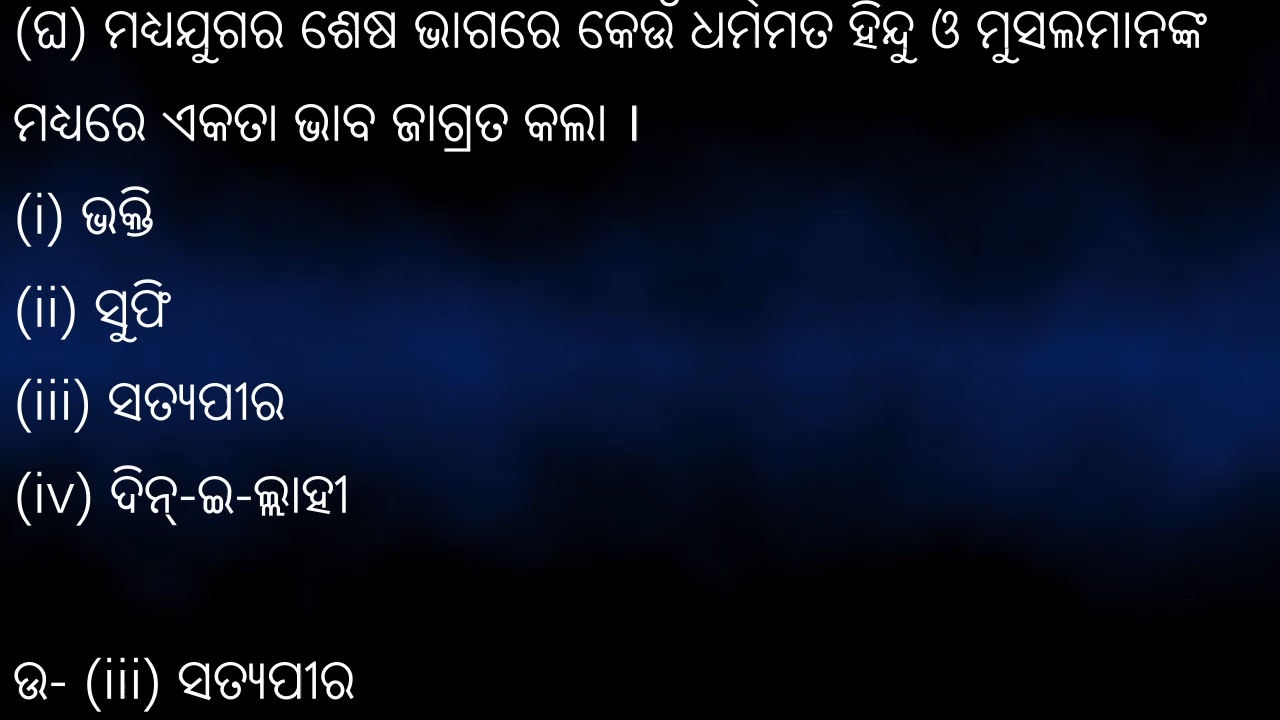 (ଘ) ମଧ୍ୟଯୁଗର ଶେଷ ଭାଗରେ କେଉଁ ଧର୍ମମତ ହିନ୍ଦୁ ଓ ମୁସଲମାନଙ୍କ
ମଧ୍ୟରେ ଏକତା ଭାବ ଜାଗ୍ରତ କଲା ।
(i) ଭକ୍ତି
(ii) ସୁଫି
(iii) ସତ୍ୟପୀର
(iv) ଦିନ୍-ଇ-ଲ୍ଲାହୀ
ଉ- (iii) ସତ୍ୟପୀର